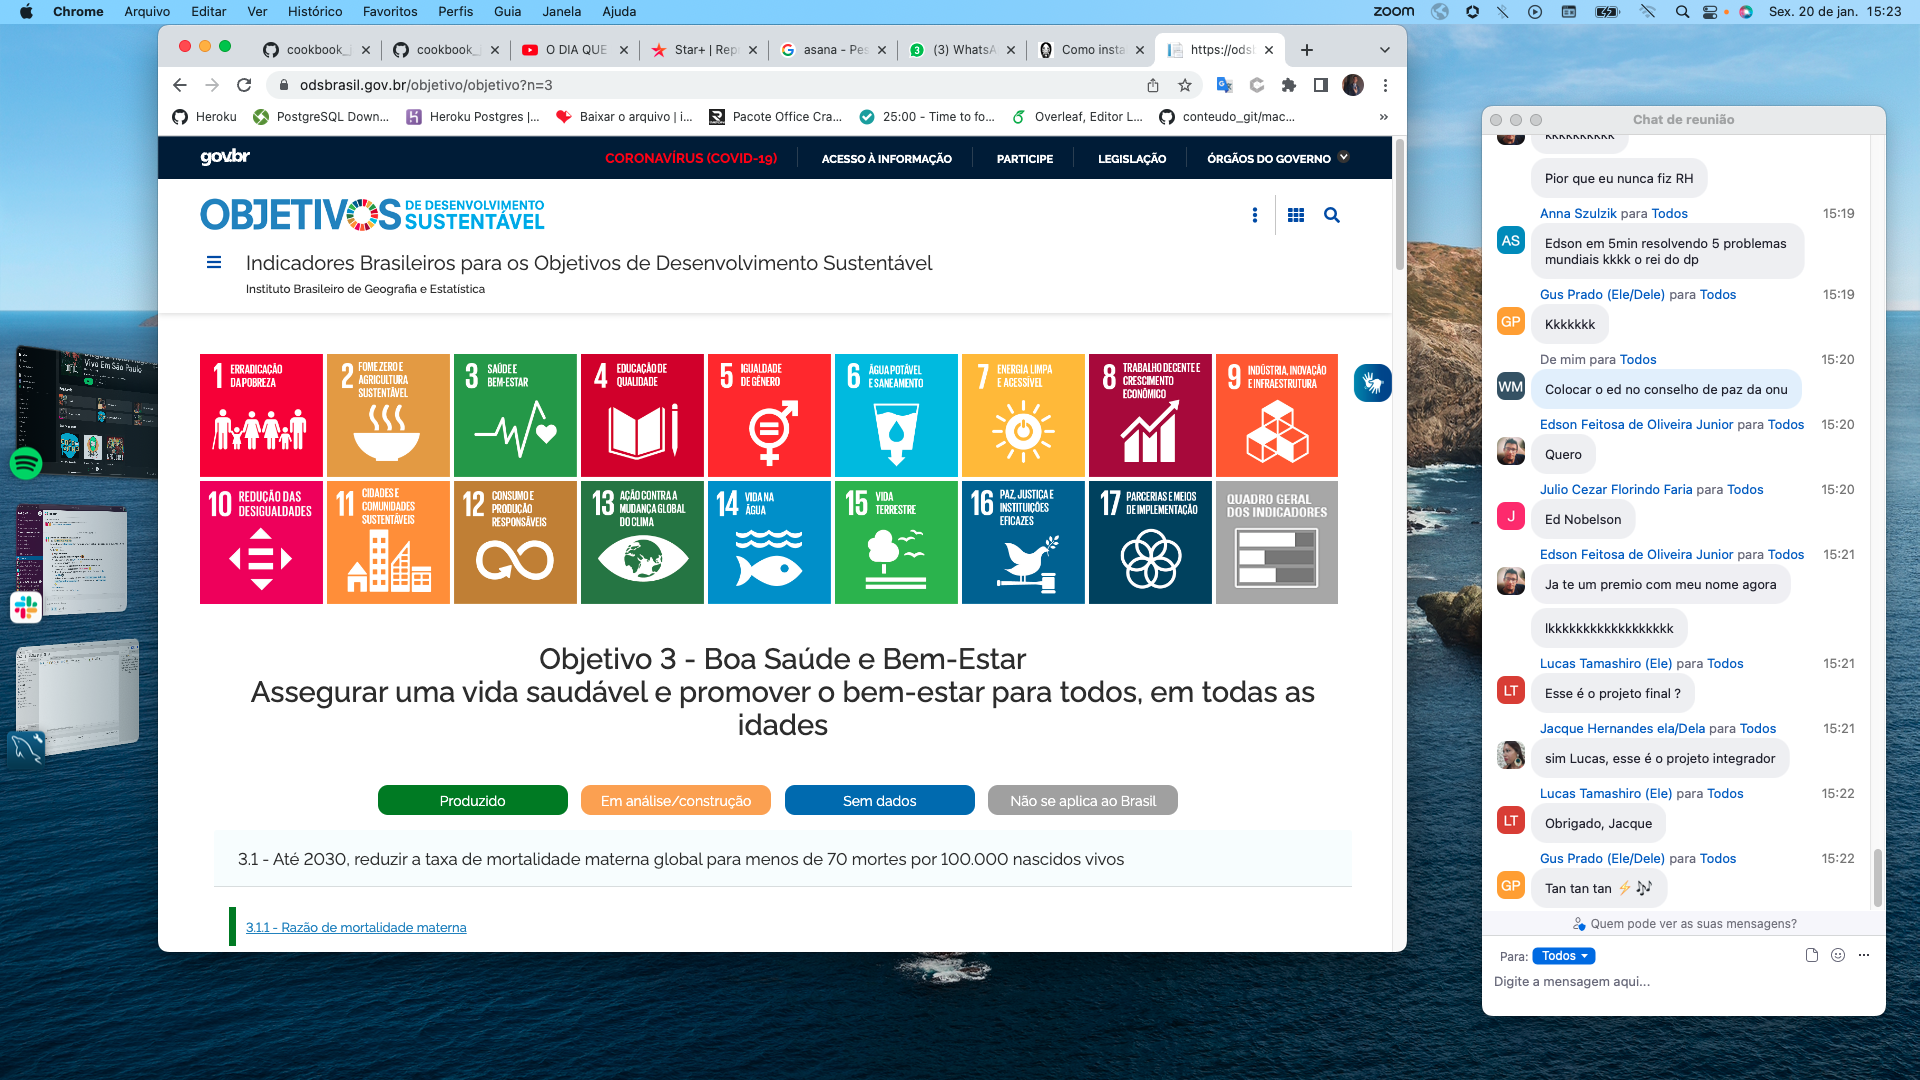 Chrome Arquivo Editar Ver Histórico Favoritos Perfis Guia Janela Ajuda
zoom Sex. 20 de jan. 15:23
cookbook_
cookbook_
O DIA QUE
Star+ | Rep
asana - Pes
(3) WhatsA
Como insta
https://ods
odsbrasil.gov.br/objetivo/objetivo?n=3
Heroku
PostgreSQL Down...
Heroku Postgres |...
Baixar o arquivo | i...
Pacote Office Cra...
25:00 - Time to fo...
Overleaf, Editor L...
conteudo_git/mac...
»
gov.br
CORONAVÍRUS (COVID-19)
ACESSO À INFORMAÇÃO
PARTICIPE
LEGISLAÇÃO
ÓRGÃOS DO GOVERNO
OBJETIVOS DE DESENVOLVIMENTO
SUSTENTÁVEL
Indicadores Brasileiros para os Objetivos de Desenvolvimento Sustentável
Instituto Brasileiro de Geografia e Estatística
1 ERRADICAÇÃO
DA POBREZA
2 FOME ZERO E
AGRICULTURA
SUSTENTÁVEL
3 SAÚDE E
BEM-ESTAR
4 EDUCAÇÃO DE
QUALIDADE
5 IGUALDADE
DE GÊNERO
6 ÁGUA POTÁVEL
E SANEAMENTO
7 ENERGIA LIMPA
E ACESSÍVEL
8 TRABALHO DECENTE E
CRESCIMENTO
ECONÔMICO
9 INDÚSTRIA, INOVAÇÃO
E INFRAESTRUTURA
10 REDUÇÃO DAS
DESIGUALDADES
11 CIDADES E
COMUNIDADES
SUSTENTÁVEIS
12 CONSUMO E
PRODUÇÃO
RESPONSÁVEIS
13 AÇÃO CONTRA A
MUDANÇA GLOBAL
DO CLIMA
14 VIDA NA
ÁGUA
15 VIDA
TERRESTRE
16 PAZ, JUSTIÇA E
INSTITUIÇÕES
EFICAZES
17 PARCERIAS E MEIOS
DE IMPLEMENTAÇÃO
QUADRO GERAL
DOS INDICADORES
Objetivo 3 - Boa Saúde e Bem-Estar
Assegurar uma vida saudável e promover o bem-estar para todos, em todas as
idades
Produzido
Em análise/construção
Sem dados
Não se aplica ao Brasil
3.1 - Até 2030, reduzir a taxa de mortalidade materna global para menos de 70 mortes por 100.000 nascidos vivos
3.1.1 - Razão de mortalidade materna
Vivo Em São Paulo
Chat de reunião
kkkkkkkkkk
Pior que eu nunca fiz RH
Anna Szulzik para Todos 15:19
AS
Edson em 5min resolvendo 5 problemas
mundiais kkkk o rei do dp
Gus Prado (Ele/Dele) para Todos 15:19
GP
Kkkkkkk
De mim para Todos 15:20
WM
Colocar o ed no conselho de paz da onu
Edson Feitosa de Oliveira Junior para Todos 15:20
Quero
Julio Cezar Florindo Faria para Todos 15:20
J
Ed Nobelson
Edson Feitosa de Oliveira Junior para Todos 15:21
Ja te um premio com meu nome agora
lkkkkkkkkkkkkkkkkkk
Lucas Tamashiro (Ele) para Todos 15:21
LT
Esse é o projeto final ?
Jacque Hernandes ela/Dela para Todos 15:21
sim Lucas, esse é o projeto integrador
Lucas Tamashiro (Ele) para Todos 15:22
LT
Obrigado, Jacque
Gus Prado (Ele/Dele) para Todos 15:22
GP
Tan tan tan ⚡🎶
Quem pode ver as suas mensagens?
Para: Todos
Digite a mensagem aqui...